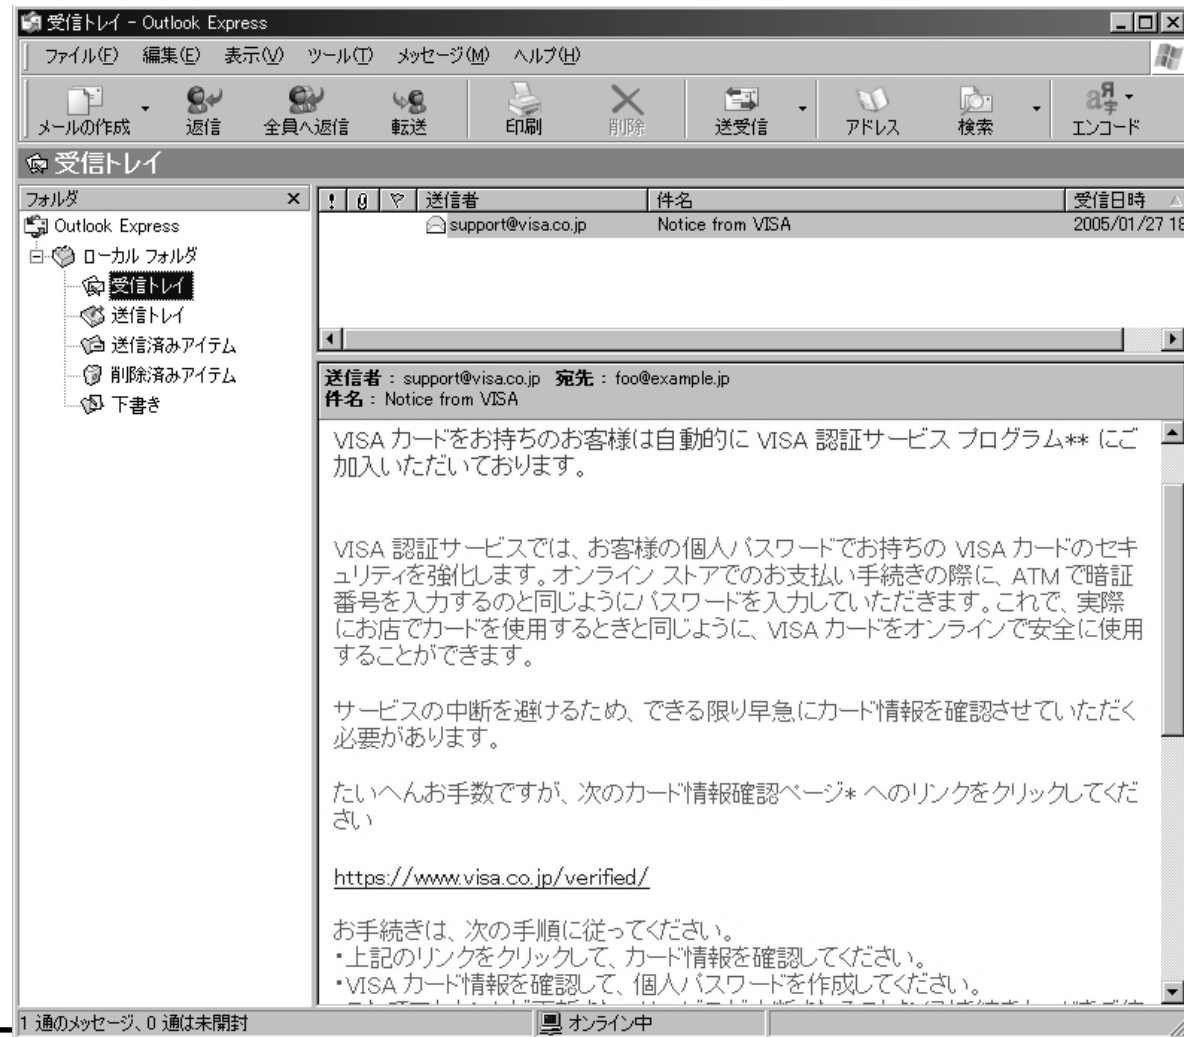 受信トレイ - Outlook Express
ファイル(F) 編集(E) 表示(V) ツール(T) メッセージ(M) ヘルプ(H)
メールの作成 返信 全員へ返信 転送 印刷 削除 送受信 アドレス 検索 エンコード
受信トレイ
フォルダ
Outlook Express
ローカル フォルダ
受信トレイ
送信トレイ
送信済みアイテム
削除済みアイテム
下書き
送信者 件名 受信日時
support@visa.co.jp Notice from VISA 2005/01/27 18
送信者 : support@visa.co.jp 宛先 : foo@example.jp
件名 : Notice from VISA
VISA カードをお持ちのお客様は自動的に VISA 認証サービス プログラム** にご
加入いただいております。
VISA 認証サービスでは、お客様の個人パスワードでお持ちの VISA カードのセキ
ュリティを強化します。オンライン ストアでのお支払い手続きの際に、ATM で暗証
番号を入力するのと同じようにパスワードを入力していただきます。これで、実際
にお店でカードを使用するときと同じように、VISA カードをオンラインで安全に使用
することができます。
サービスの中断を避けるため、できる限り早急にカード情報を確認させていただく
必要があります。
たいへんお手数ですが、次のカード情報確認ページ* へのリンクをクリックしてくだ
さい
https://www.visa.co.jp/verified/
お手続きは、次の手順に従ってください。
・上記のリンクをクリックして、カード情報を確認してください。
・VISA カード情報を確認して、個人パスワードを作成してください。
1 通のメッセージ、0 通は未開封 オンライン中